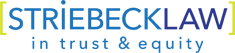 [STRIEBECKLAW]
in trust & equity